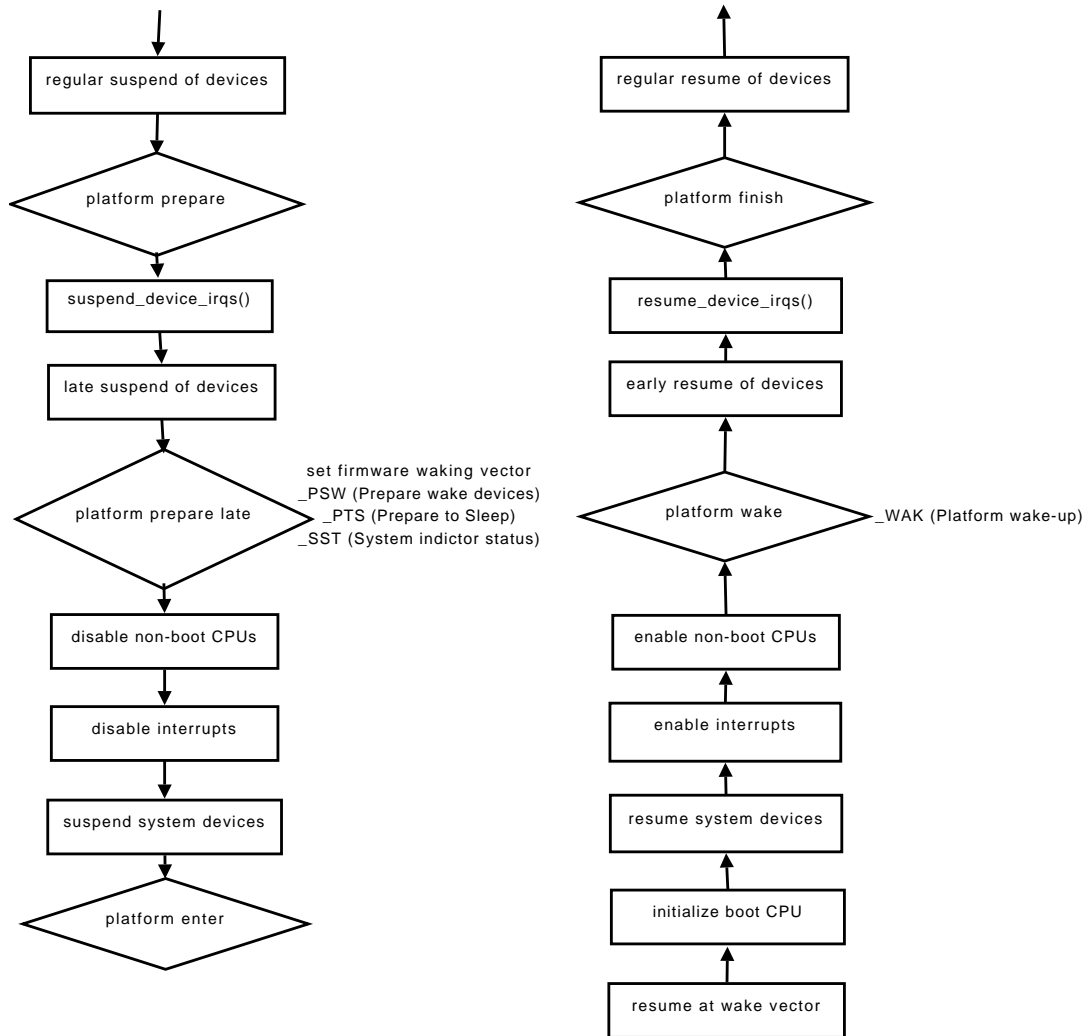 regular suspend of devices
platform prepare
suspend_device_irqs()
late suspend of devices
platform prepare late
set firmware waking vector
_PSW (Prepare wake devices)
_PTS (Prepare to Sleep)
_SST (System indictor status)
disable non-boot CPUs
disable interrupts
suspend system devices
platform enter
regular resume of devices
platform finish
resume_device_irqs()
early resume of devices
platform wake
_WAK (Platform wake-up)
enable non-boot CPUs
enable interrupts
resume system devices
initialize boot CPU
resume at wake vector